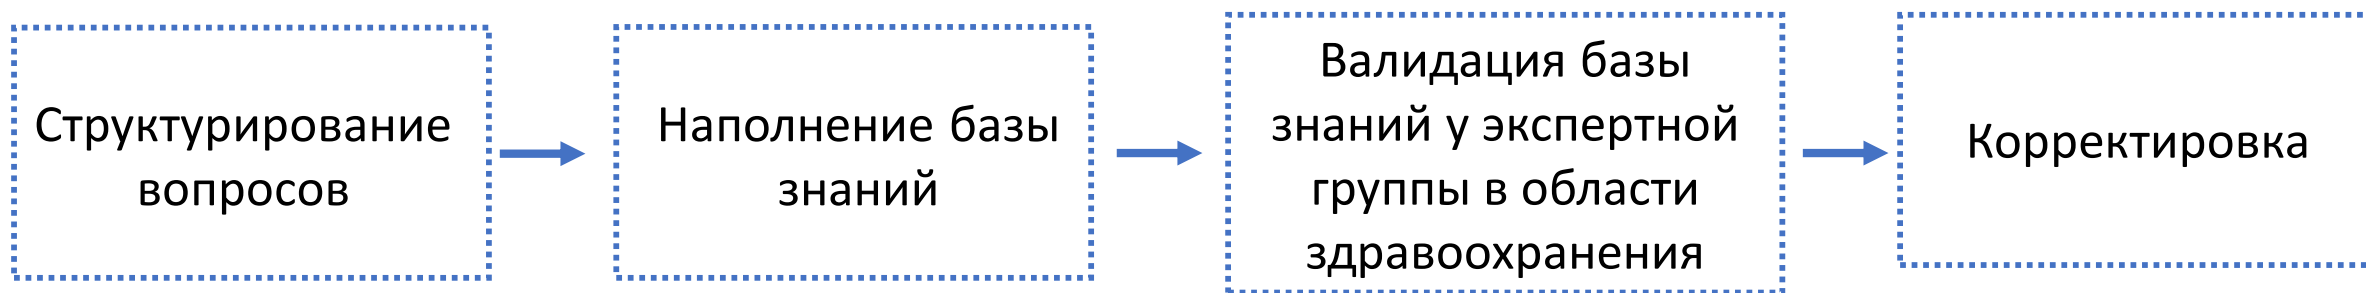 Структурирование
вопросов
Наполнение базы
знаний
Валидация базы
знаний у экспертной
группы в области
здравоохранения
Корректировка